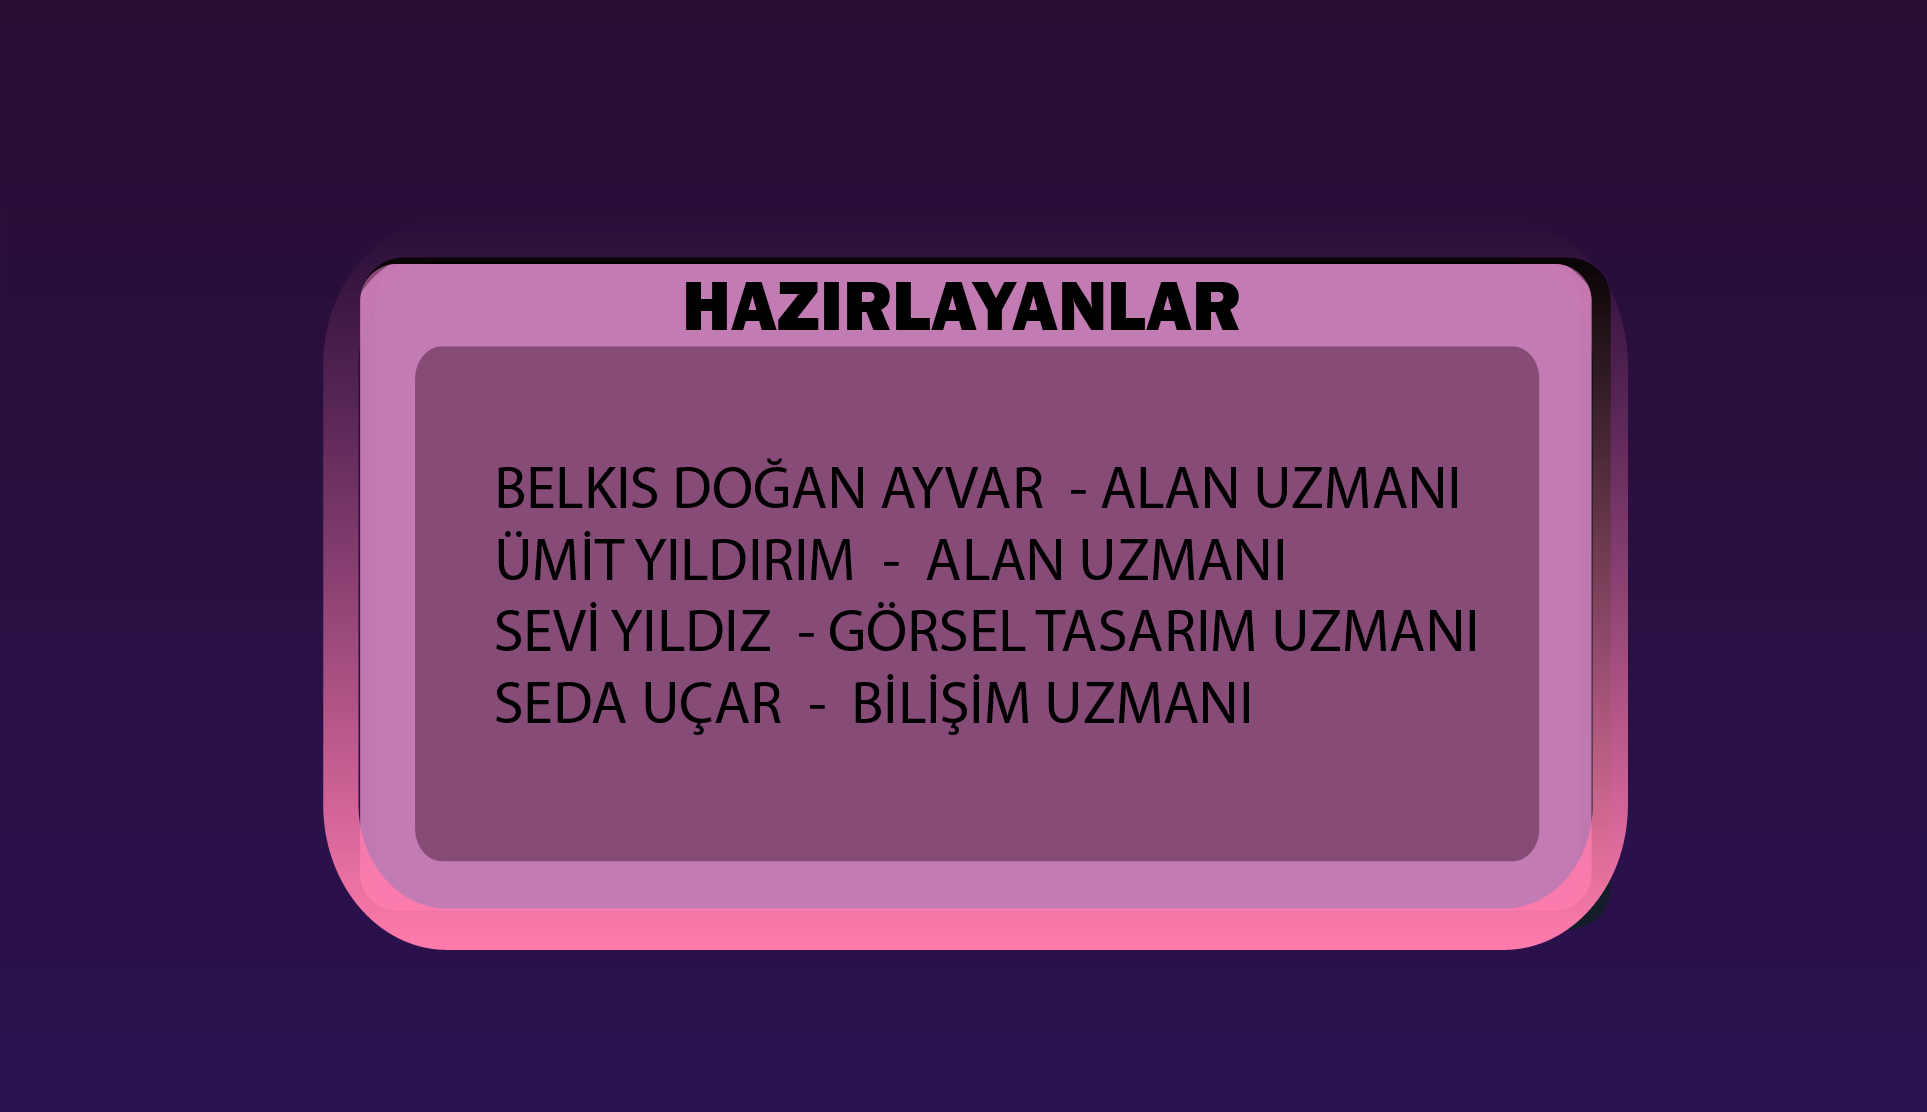 HAZIRLAYANLAR
BELKIS DOĞAN AYVAR - ALAN UZMANI
ÜMİT YILDIRIM - ALAN UZMANI
SEVİ YILDIZ - GÖRSEL TASARIM UZMANI
SEDA UÇAR - BİLİŞİM UZMANI